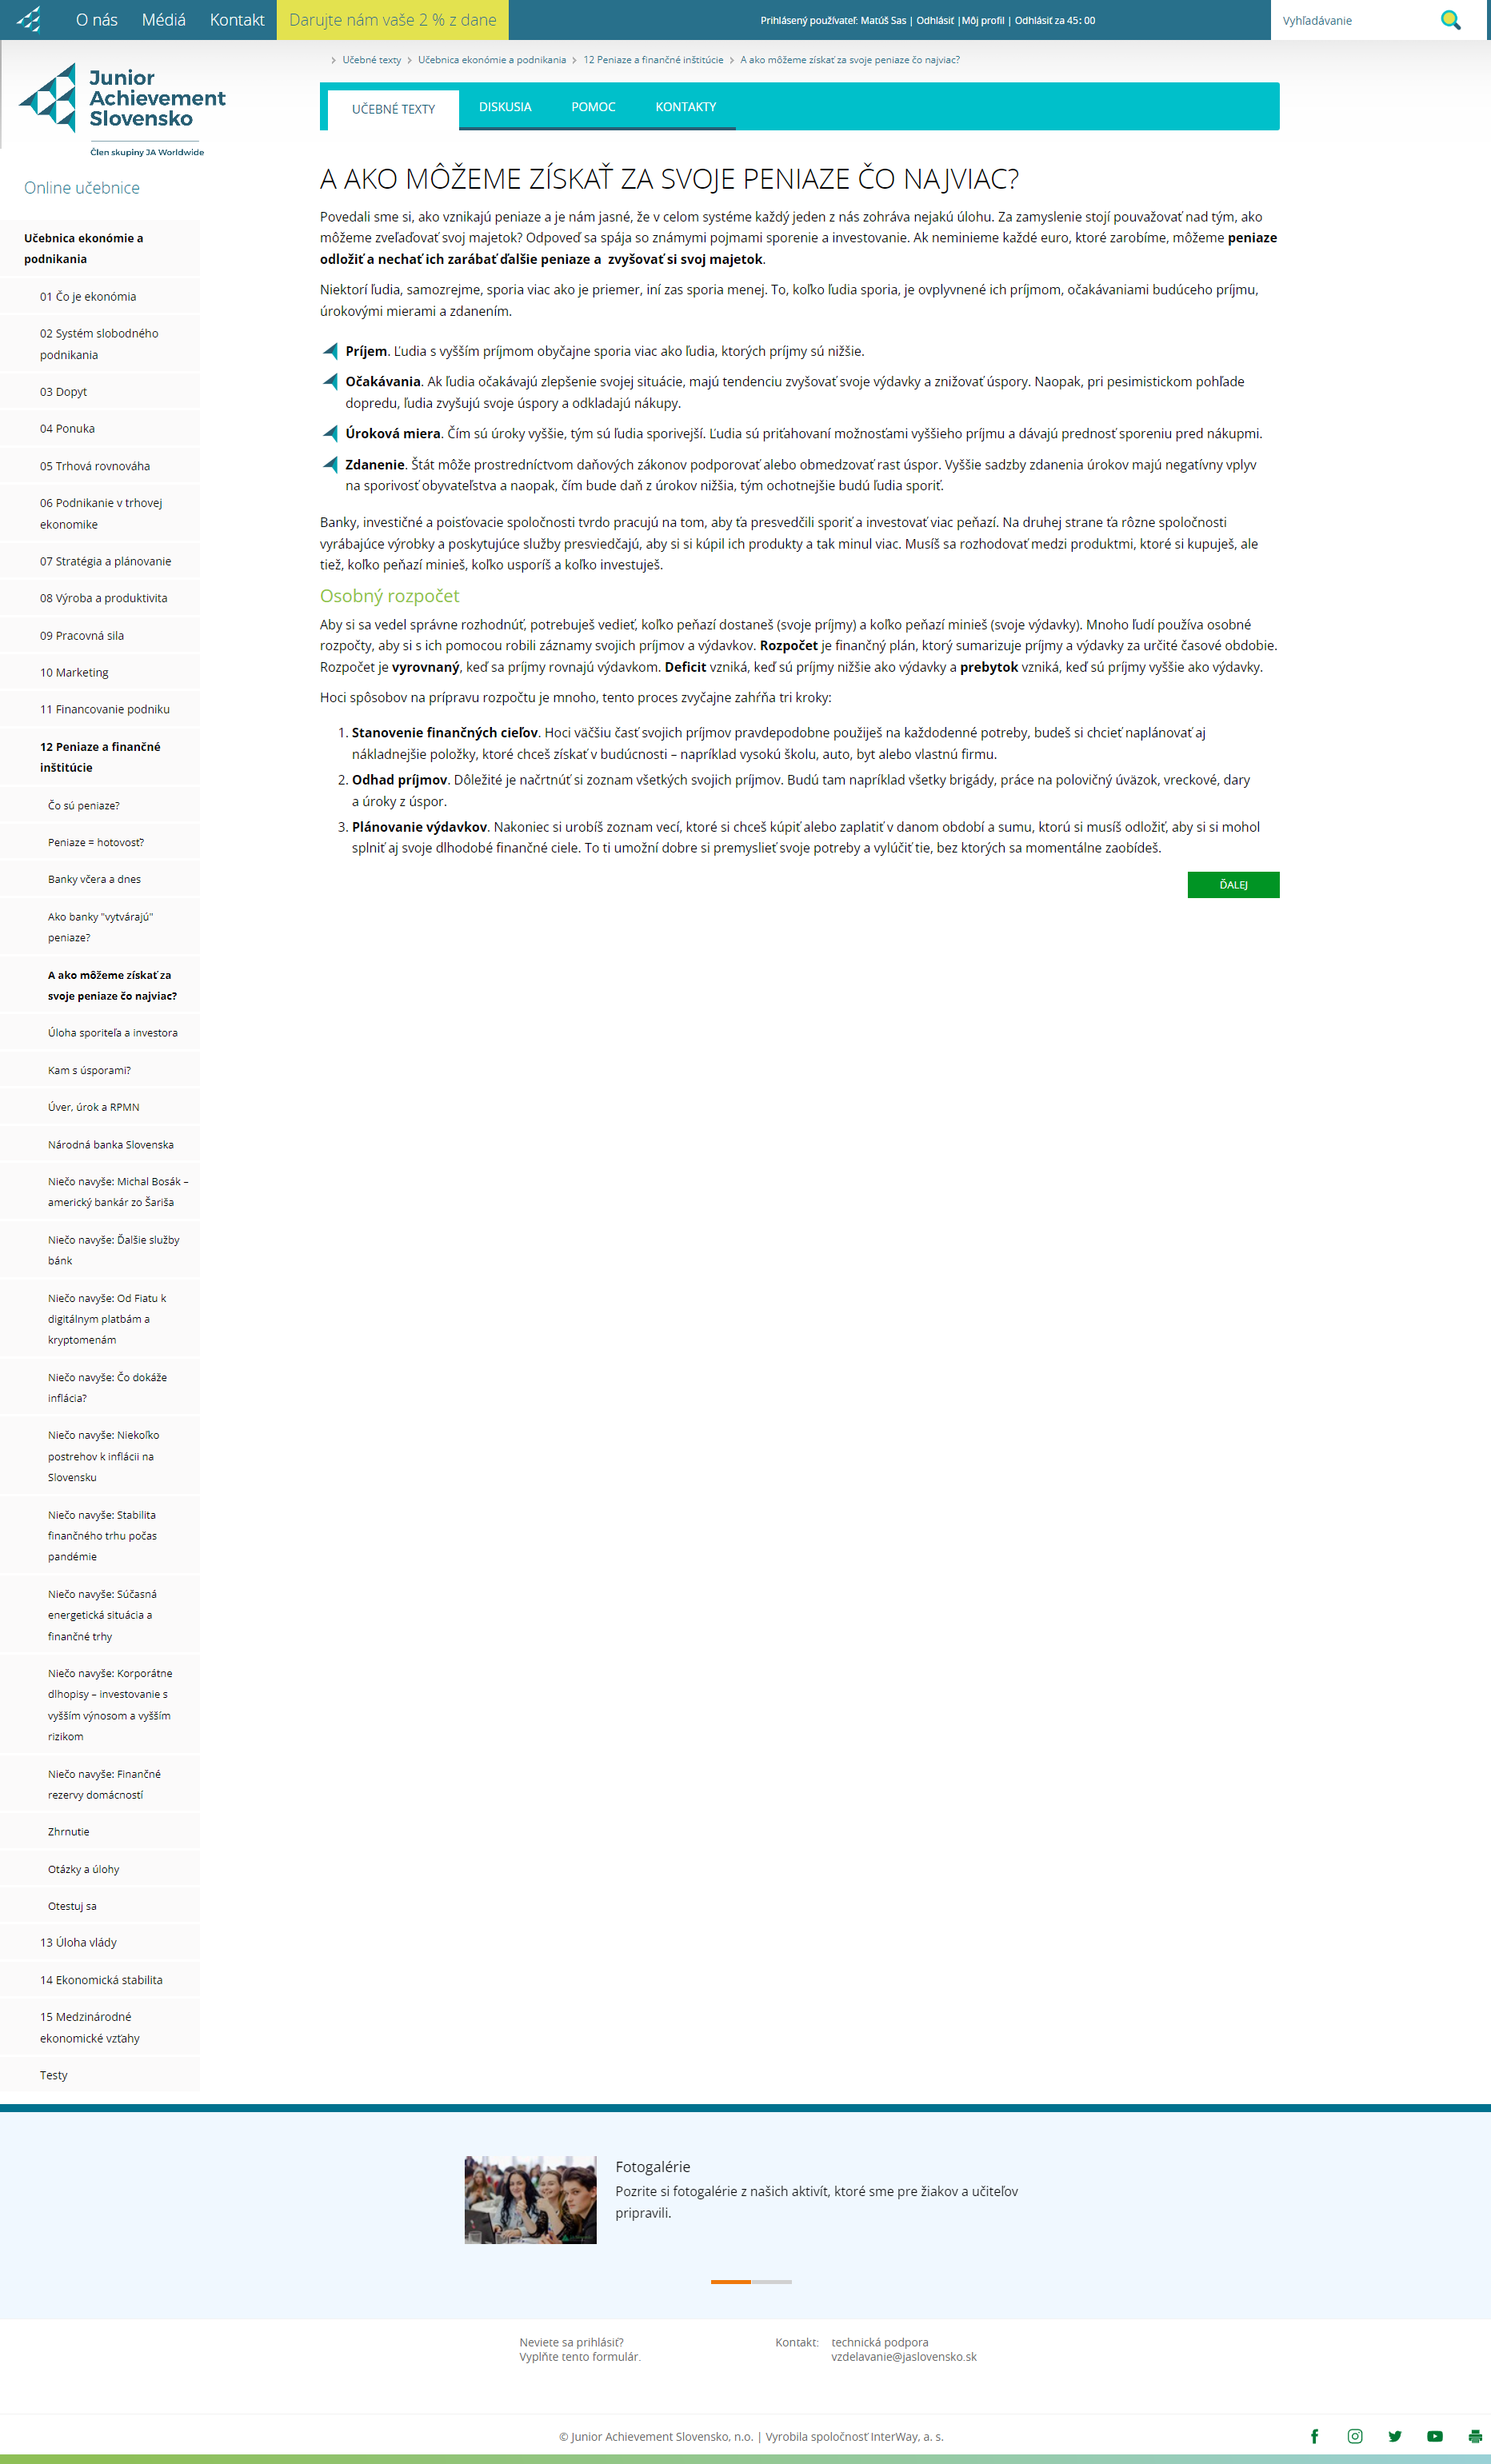 O nás Médiá Kontakt Darujte nám vaše 2 % z dane
Prihlásený používateľ: Matúš Sas | Odhlásiť |Môj profil | Odhlásiť za 45: 00
Vyhľadávanie
Junior
Achievement
Slovensko
Člen skupiny JA Worldwide
Učebné texty Učebnica ekonómie a podnikania 12 Peniaze a finančné inštitúcie A ako môžeme získať za svoje peniaze čo najviac?
UČEBNÉ TEXTY DISKUSIA POMOC KONTAKTY
Online učebnice
Učebnica ekonómie a
podnikania
01 Čo je ekonómia
02 Systém slobodného
podnikania
03 Dopyt
04 Ponuka
05 Trhová rovnováha
06 Podnikanie v trhovej
ekonomike
07 Stratégia a plánovanie
08 Výroba a produktivita
09 Pracovná sila
10 Marketing
11 Financovanie podniku
12 Peniaze a finančné
inštitúcie
Čo sú peniaze?
Peniaze = hotovosť?
Banky včera a dnes
Ako banky "vytvárajú"
peniaze?
A ako môžeme získať za
svoje peniaze čo najviac?
Úloha sporiteľa a investora
Kam s úsporami?
Úver, úrok a RPMN
Národná banka Slovenska
Niečo navyše: Michal Bosák –
americký bankár zo Šariša
Niečo navyše: Ďalšie služby
bánk
Niečo navyše: Od Fiatu k
digitálnym platbám a
kryptomenám
Niečo navyše: Čo dokáže
inflácia?
Niečo navyše: Niekoľko
postrehov k inflácii na
Slovensku
Niečo navyše: Stabilita
finančného trhu počas
pandémie
Niečo navyše: Súčasná
energetická situácia a
finančné trhy
Niečo navyše: Korporátne
dlhopisy – investovanie s
vyšším výnosom a vyšším
rizikom
Niečo navyše: Finančné
rezervy domácností
Zhrnutie
Otázky a úlohy
Otestuj sa
13 Úloha vlády
14 Ekonomická stabilita
15 Medzinárodné
ekonomické vzťahy
Testy
A AKO MÔŽEME ZÍSKAŤ ZA SVOJE PENIAZE ČO NAJVIAC?
Povedali sme si, ako vznikajú peniaze a je nám jasné, že v celom systéme každý jeden z nás zohráva nejakú úlohu. Za zamyslenie stojí pouvažovať nad tým, ako
môžeme zveľaďovať svoj majetok? Odpoveď sa spája so známymi pojmami sporenie a investovanie. Ak neminieme každé euro, ktoré zarobíme, môžeme peniaze
odložiť a nechať ich zarábať ďalšie peniaze a zvyšovať si svoj majetok.
Niektorí ľudia, samozrejme, sporia viac ako je priemer, iní zas sporia menej. To, koľko ľudia sporia, je ovplyvnené ich príjmom, očakávaniami budúceho príjmu,
úrokovými mierami a zdanením.
Príjem. Ľudia s vyšším príjmom obyčajne sporia viac ako ľudia, ktorých príjmy sú nižšie.
Očakávania. Ak ľudia očakávajú zlepšenie svojej situácie, majú tendenciu zvyšovať svoje výdavky a znižovať úspory. Naopak, pri pesimistickom pohľade
dopredu, ľudia zvyšujú svoje úspory a odkladajú nákupy.
Úroková miera. Čím sú úroky vyššie, tým sú ľudia sporivejší. Ľudia sú priťahovaní možnosťami vyššieho príjmu a dávajú prednosť sporeniu pred nákupmi.
Zdanenie. Štát môže prostredníctvom daňových zákonov podporovať alebo obmedzovať rast úspor. Vyššie sadzby zdanenia úrokov majú negatívny vplyv
na sporivosť obyvateľstva a naopak, čím bude daň z úrokov nižšia, tým ochotnejšie budú ľudia sporiť.
Banky, investičné a poisťovacie spoločnosti tvrdo pracujú na tom, aby ťa presvedčili sporiť a investovať viac peňazí. Na druhej strane ťa rôzne spoločnosti
vyrábajúce výrobky a poskytujúce služby presviedčajú, aby si si kúpil ich produkty a tak minul viac. Musíš sa rozhodovať medzi produktmi, ktoré si kupuješ, ale
tiež, koľko peňazí minieš, koľko usporíš a koľko investuješ.
Osobný rozpočet
Aby si sa vedel správne rozhodnúť, potrebuješ vedieť, koľko peňazí dostaneš (svoje príjmy) a koľko peňazí minieš (svoje výdavky). Mnoho ľudí používa osobné
rozpočty, aby si s ich pomocou robili záznamy svojich príjmov a výdavkov. Rozpočet je finančný plán, ktorý sumarizuje príjmy a výdavky za určité časové obdobie.
Rozpočet je vyrovnaný, keď sa príjmy rovnajú výdavkom. Deficit vzniká, keď sú príjmy nižšie ako výdavky a prebytok vzniká, keď sú príjmy vyššie ako výdavky.
Hoci spôsobov na prípravu rozpočtu je mnoho, tento proces zvyčajne zahŕňa tri kroky:
1. Stanovenie finančných cieľov. Hoci väčšiu časť svojich príjmov pravdepodobne použiješ na každodenné potreby, budeš si chcieť naplánovať aj
nákladnejšie položky, ktoré chceš získať v budúcnosti – napríklad vysokú školu, auto, byt alebo vlastnú firmu.
2. Odhad príjmov. Dôležité je načrtnúť si zoznam všetkých svojich príjmov. Budú tam napríklad všetky brigády, práce na polovičný úväzok, vreckové, dary
a úroky z úspor.
3. Plánovanie výdavkov. Nakoniec si urobíš zoznam vecí, ktoré si chceš kúpiť alebo zaplatiť v danom období a sumu, ktorú si musíš odložiť, aby si si mohol
splniť aj svoje dlhodobé finančné ciele. To ti umožní dobre si premyslieť svoje potreby a vylúčiť tie, bez ktorých sa momentálne zaobídeš.
ĎALEJ
Fotogalérie
Pozrite si fotogalérie z našich aktivít, ktoré sme pre žiakov a učiteľov
pripravili.
Neviete sa prihlásiť?
Vyplňte tento formulár.
Kontakt: technická podpora
vzdelavanie@jaslovensko.sk
© Junior Achievement Slovensko, n.o. | Vyrobila spoločnosť InterWay, a. s.